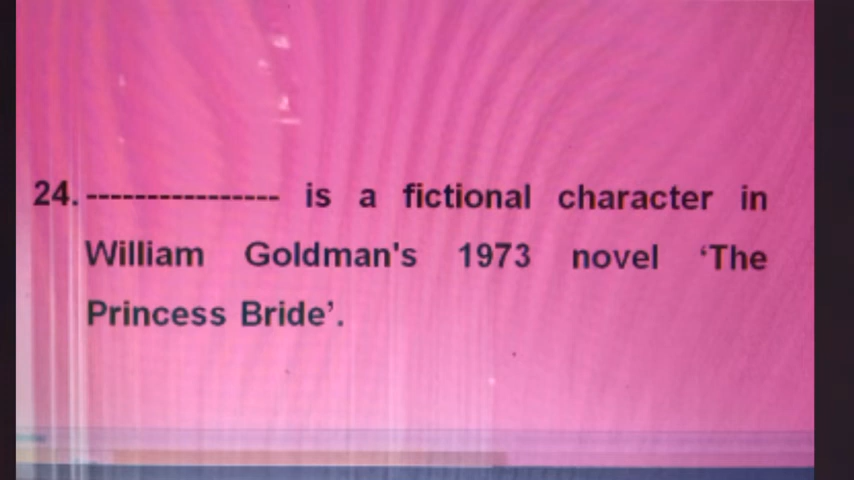 24.---------------- is a fictional character in
William Goldman's 1973 novel ‘The
Princess Bride’.